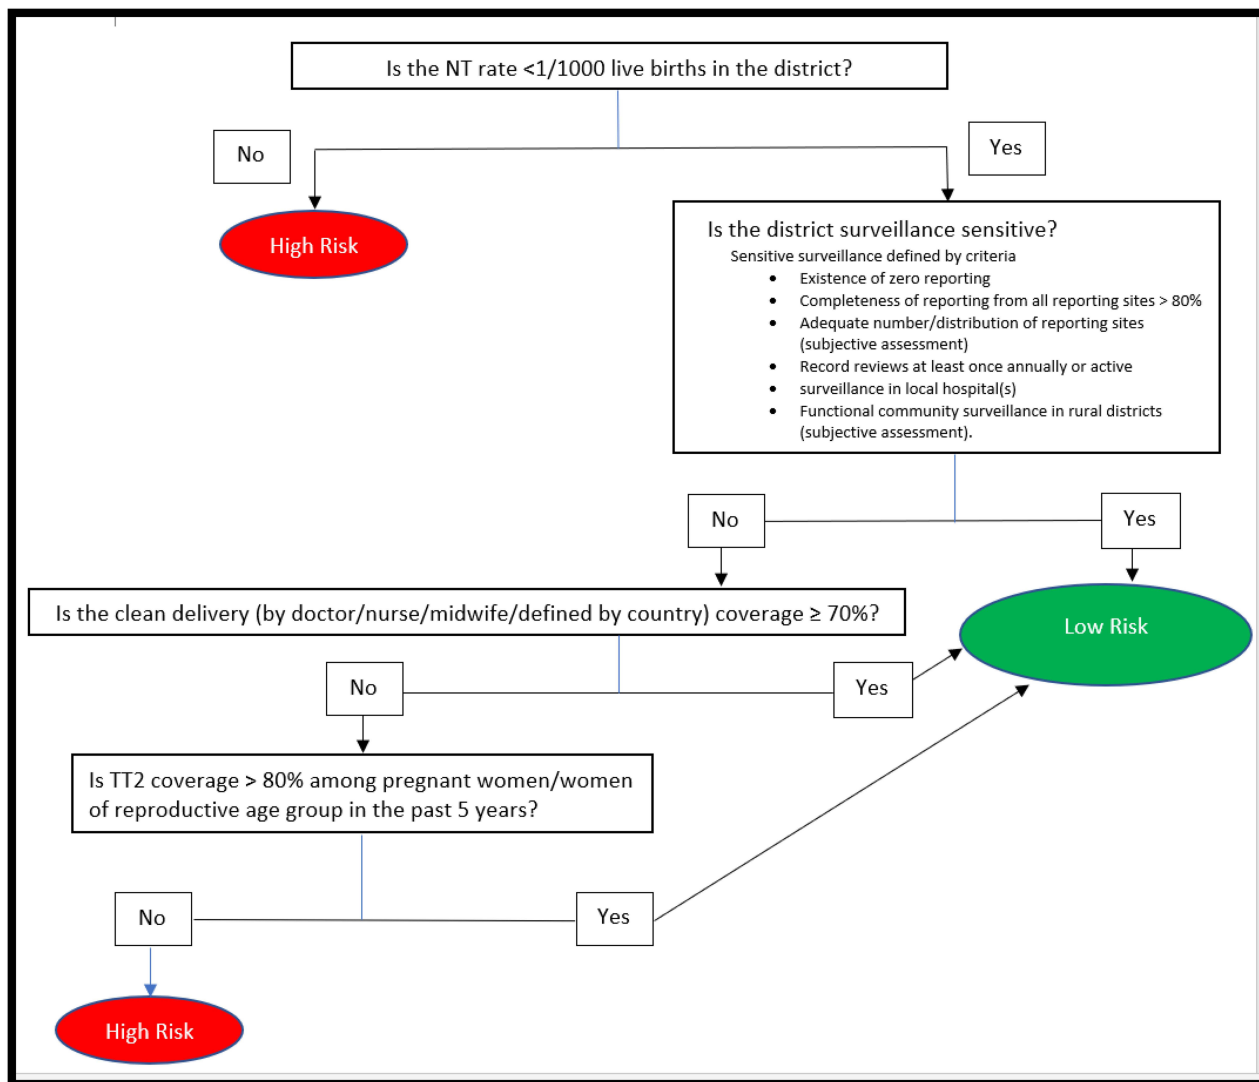 Is the NT rate <1/1000 live births in the district?
No
Yes
High Risk
Is the district surveillance sensitive?
Sensitive surveillance defined by criteria
• Existence of zero reporting
• Completeness of reporting from all reporting sites > 80%
• Adequate number/distribution of reporting sites
(subjective assessment)
• Record reviews at least once annually or active
• surveillance in local hospital(s)
• Functional community surveillance in rural districts
(subjective assessment).
No
Yes
Is the clean delivery (by doctor/nurse/midwife/defined by country) coverage ≥ 70%?
Low Risk
No
Yes
Is TT2 coverage > 80% among pregnant women/women
of reproductive age group in the past 5 years?
No
Yes
High Risk